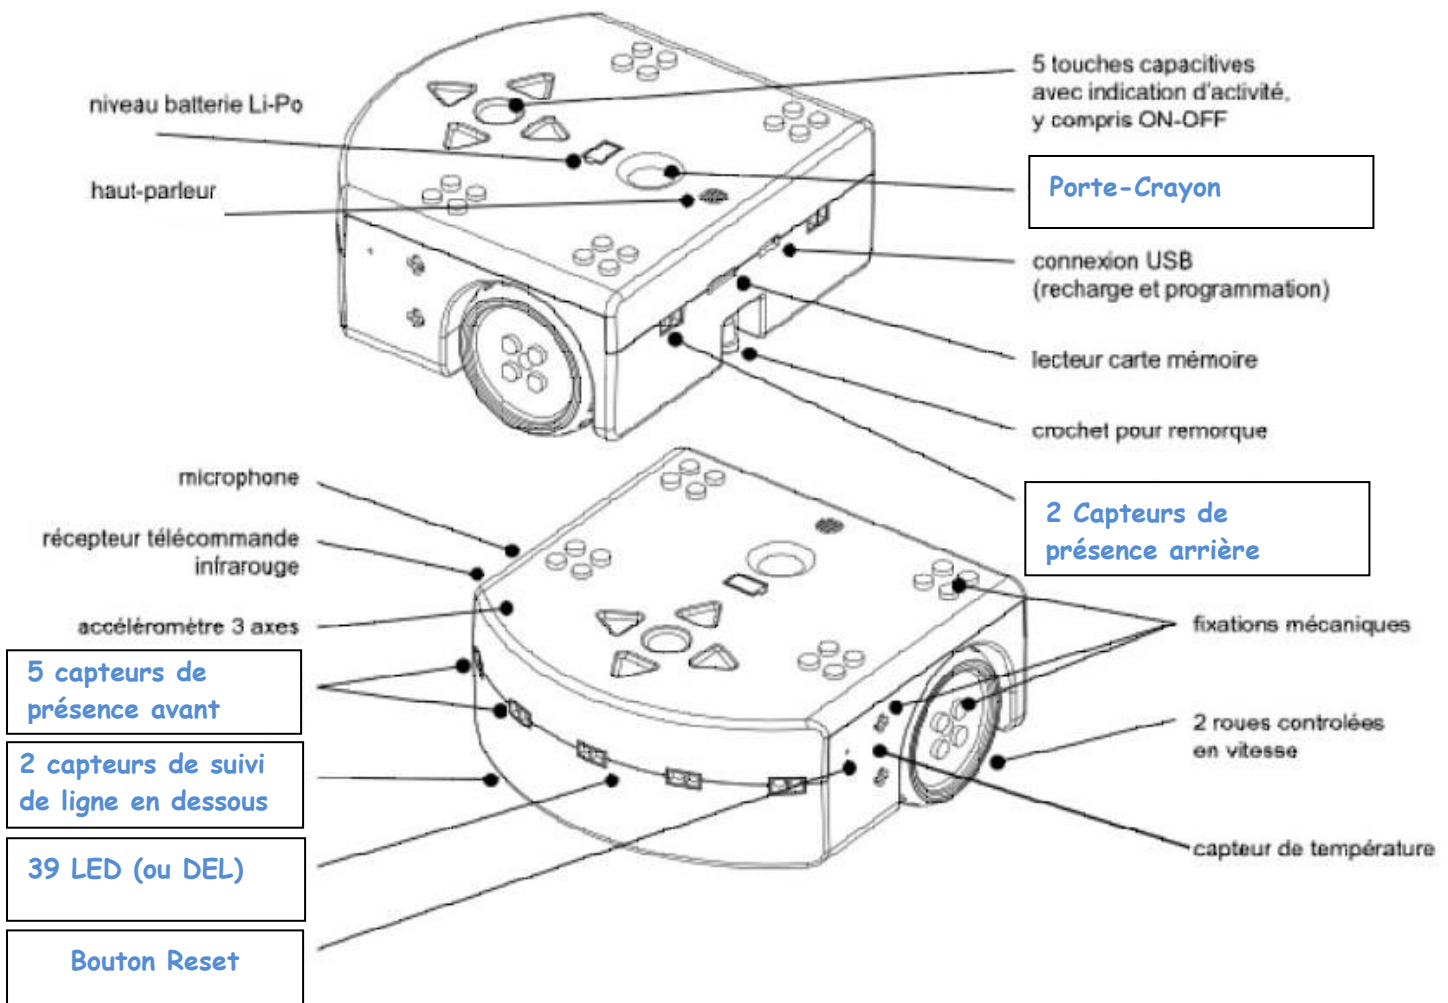 niveau batterie Li-Po
haut-parleur
5 touches capacitives
avec indication d'activité,
y compris ON-OFF
Porte-Crayon
connexion USB
(recharge et programmation)
lecteur carte mémoire
crochet pour remorque
2 Capteurs de
présence arrière
microphone
récepteur télécommande
infrarouge
accéléromètre 3 axes
5 capteurs de
présence avant
2 capteurs de suivi
de ligne en dessous
39 LED (ou DEL)
Bouton Reset
fixations mécaniques
2 roues controlées
en vitesse
capteur de température